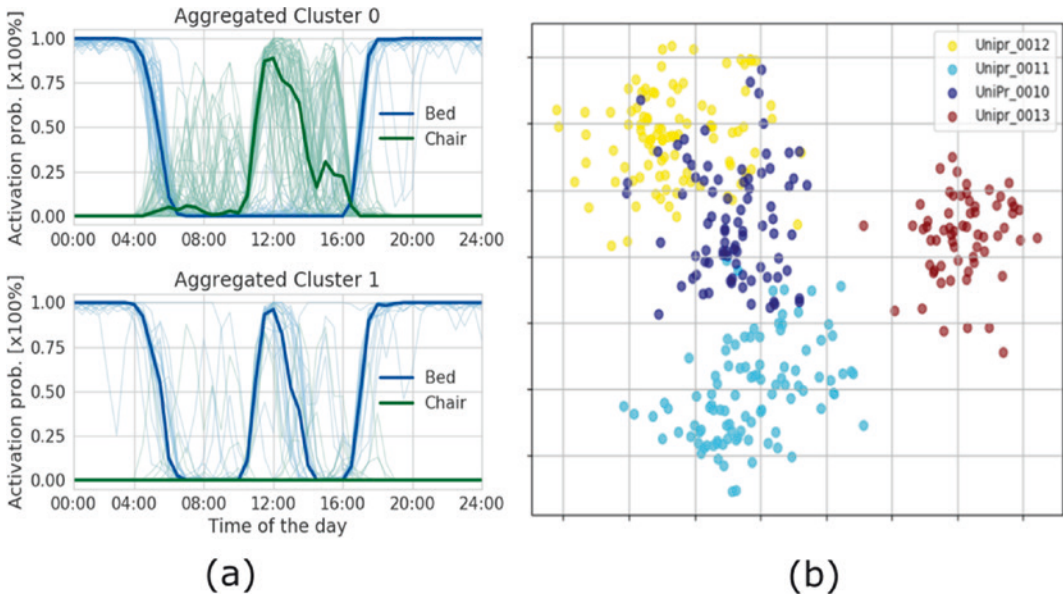 Aggregated Cluster 0
Activation prob. [x100%]
1.00
0.75
0.50
0.25
0.00
Bed
Chair
00:00 04:00 08:00 12:00 16:00 20:00 24:00
Aggregated Cluster 1
Activation prob. [x100%]
1.00
0.75
0.50
0.25
0.00
Bed
Chair
00:00 04:00 08:00 12:00 16:00 20:00 24:00
Time of the day
(a)
Unipr_0012
Unipr_0011
UniPr_0010
Unipr_0013
(b)